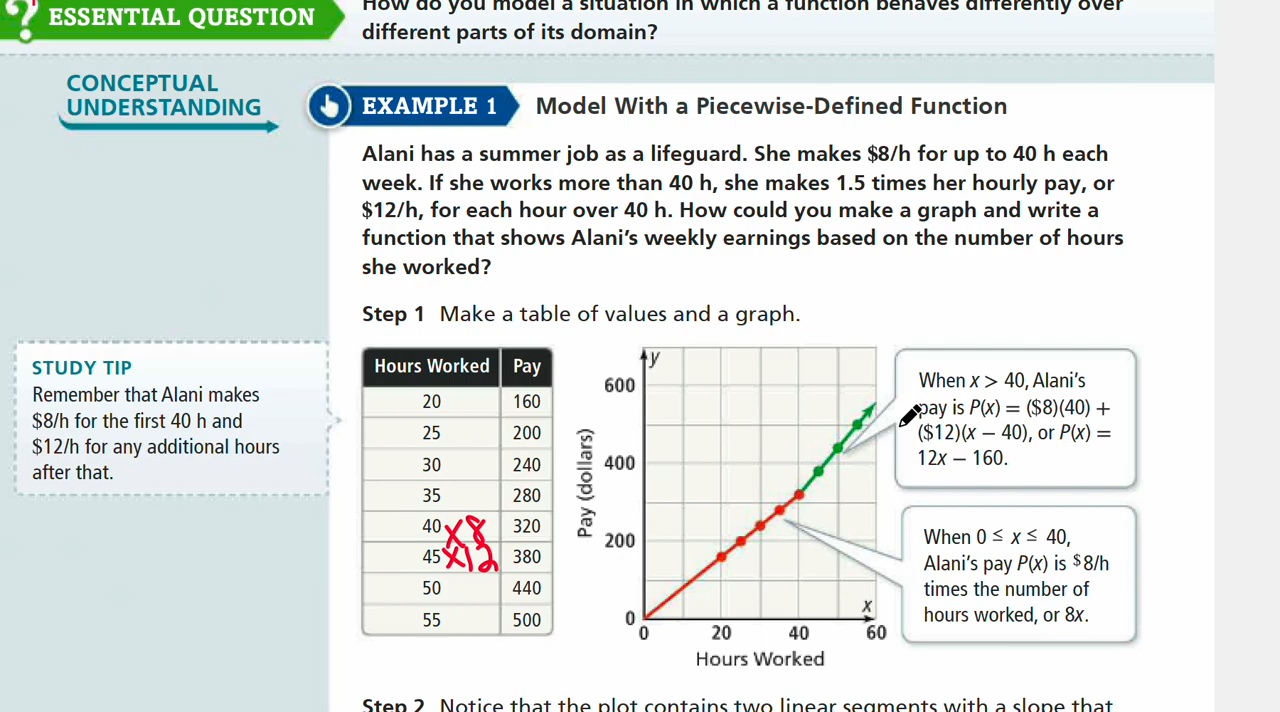 ?
ESSENTIAL QUESTION
How do you model a situation in which a function behaves differently over
different parts of its domain?
CONCEPTUAL
UNDERSTANDING
EXAMPLE 1 Model With a Piecewise-Defined Function
Alani has a summer job as a lifeguard. She makes $8/h for up to 40 h each
week. If she works more than 40 h, she makes 1.5 times her hourly pay, or
$12/h, for each hour over 40 h. How could you make a graph and write a
function that shows Alani's weekly earnings based on the number of hours
she worked?
Step 1 Make a table of values and a graph.
STUDY TIP
Remember that Alani makes
$8/h for the first 40 h and
$12/h for any additional hours
after that.
Hours Worked Pay
20 160
25 200
30 240
35 280
40 x8 320
45 x12 380
50 440
55 500
y
600
400
200
0
Pay (dollars)
x
0 20 40 60
Hours Worked
When x > 40, Alani's
pay is P(x) = ($8)(40) +
($12)(x − 40), or P(x) =
12x − 160.
When 0 ≤ x ≤ 40,
Alani's pay P(x) is $8/h
times the number of
hours worked, or 8x.
Step 2 Notice that the plot contains two linear segments with a slope that